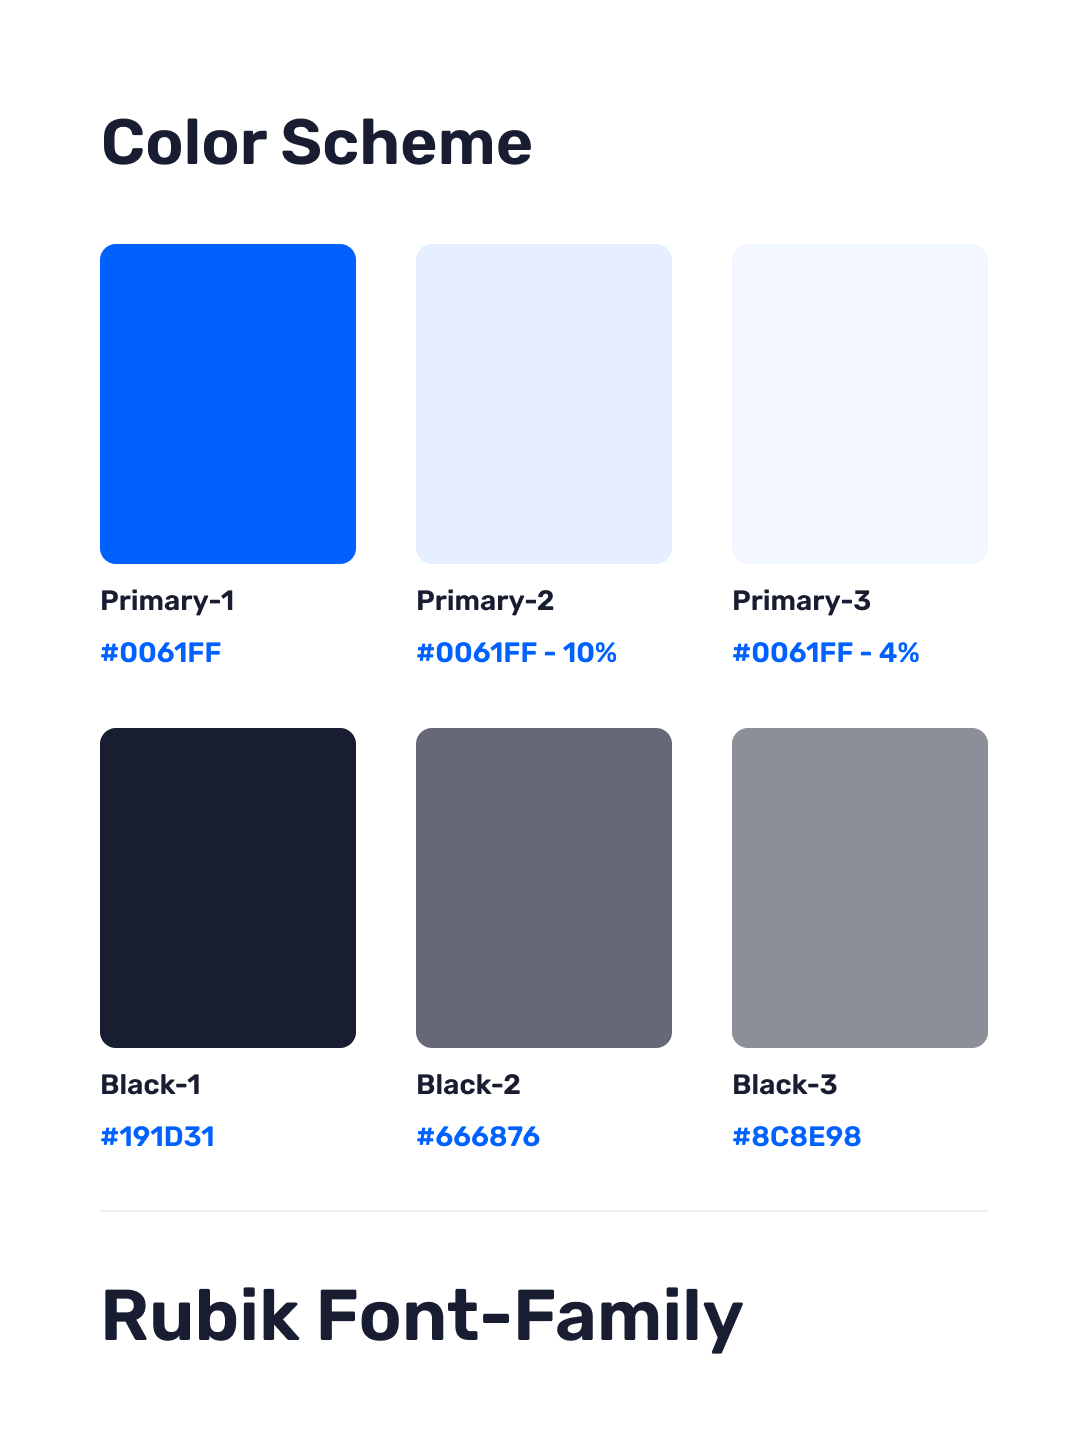 Color Scheme
Primary-1
#0061FF
Primary-2
#0061FF - 10%
Primary-3
#0061FF - 4%
Black-1
#191D31
Black-2
#666876
Black-3
#8C8E98
Rubik Font-Family